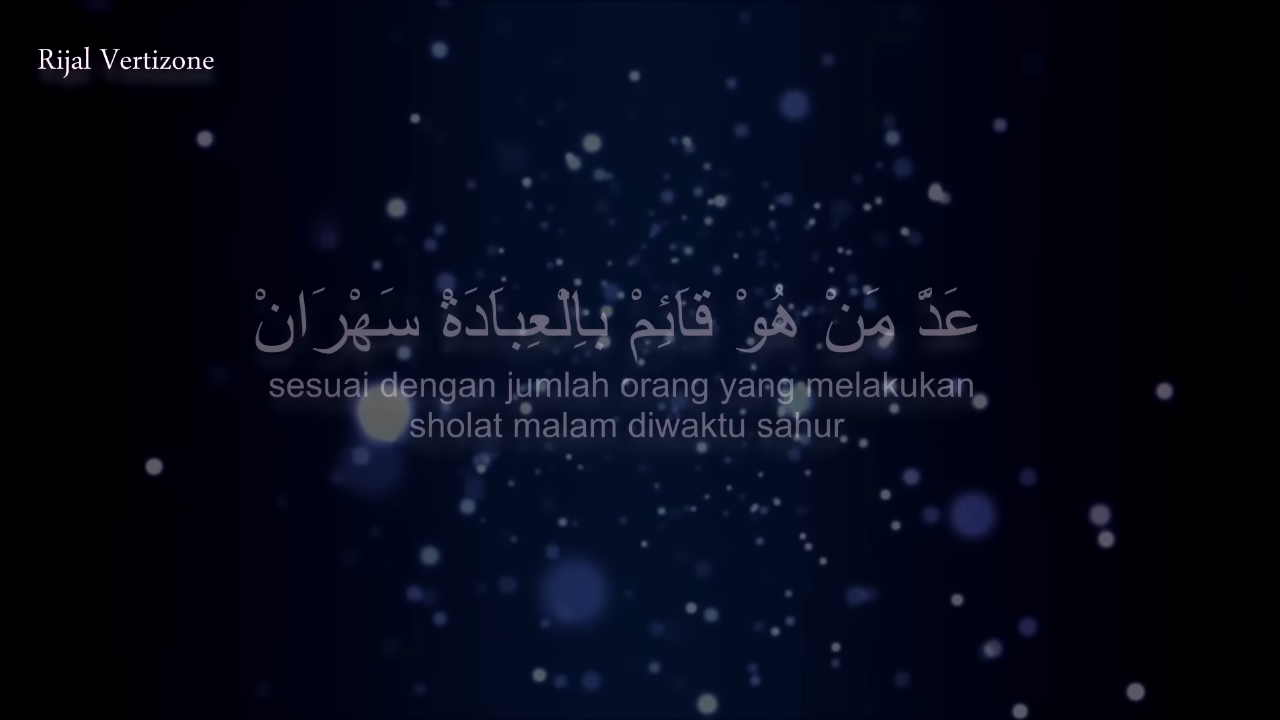 Rijal Vertizone
عَدَّ مَنْ هُوْ قَائِمْ بِالْعِبَادَةْ سَهْرَانْ
sesuai dengan jumlah orang yang melakukan
sholat malam diwaktu sahur